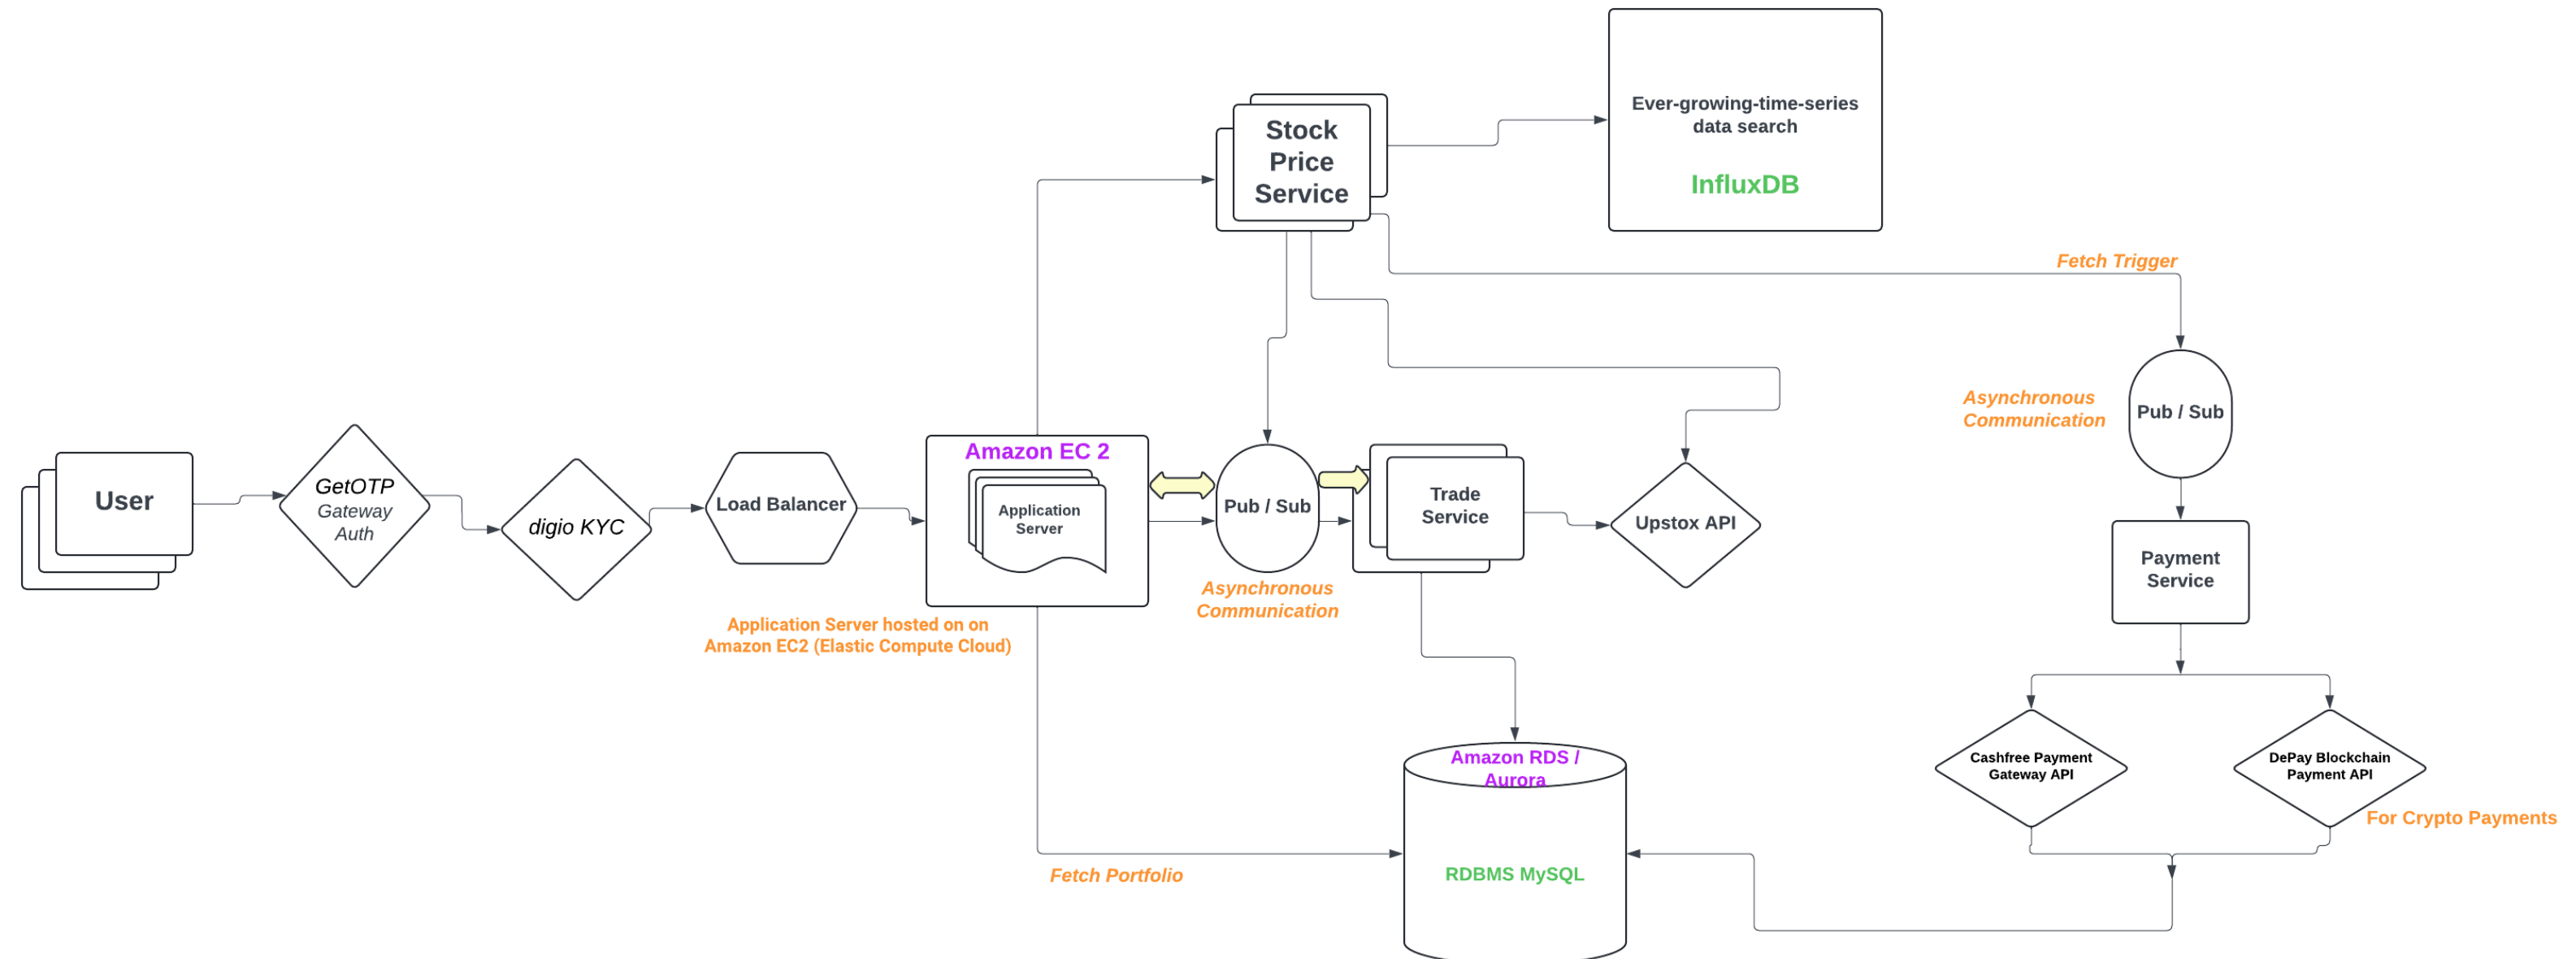 Stock
Price
Service
Ever-growing-time-series
data search
InfluxDB
Fetch Trigger
Asynchronous
Communication
Pub / Sub
User
GetOTP
Gateway
Auth
digio KYC
Load Balancer
Amazon EC 2
Application
Server
Pub / Sub
Trade
Service
Upstox API
Payment
Service
Asynchronous
Communication
Application Server hosted on on
Amazon EC2 (Elastic Compute Cloud)
Amazon RDS /
Aurora
Cashfree Payment
Gateway API
DePay Blockchain
Payment API
For Crypto Payments
Fetch Portfolio
RDBMS MySQL